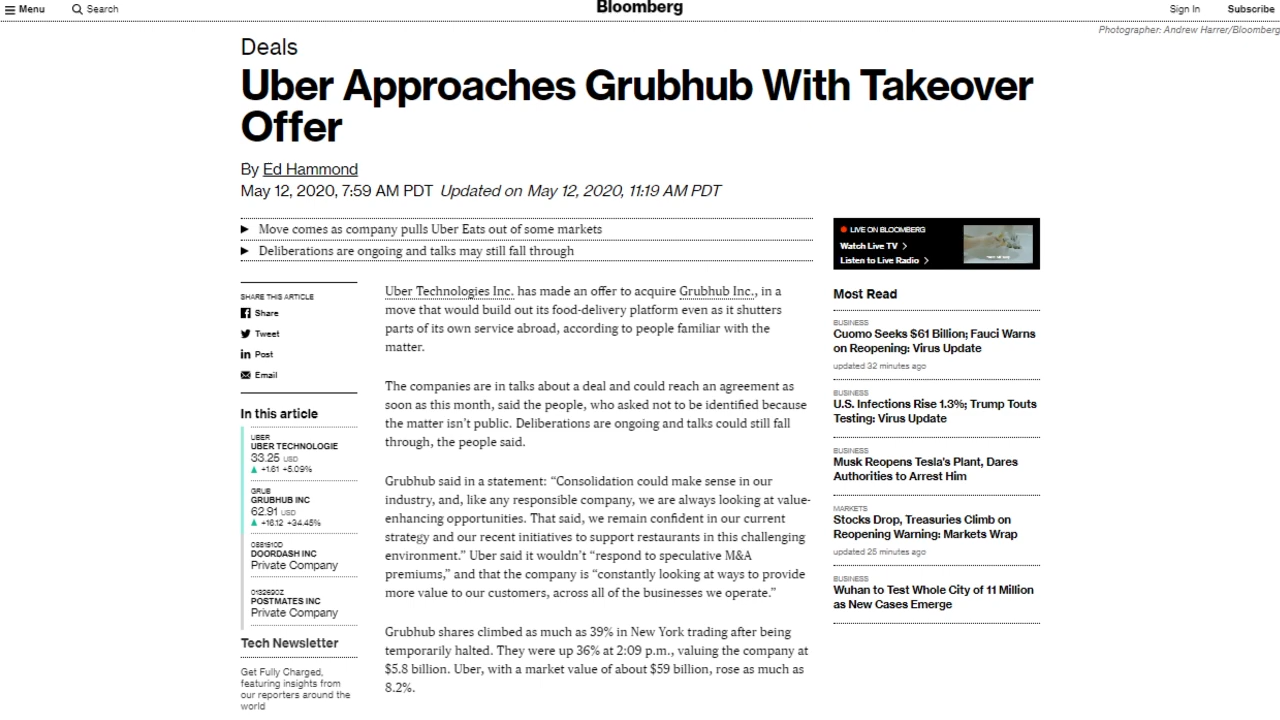 Menu
Search
Bloomberg
Sign In
Subscribe
Photographer: Andrew Harrer/Bloomberg
Deals
Uber Approaches Grubhub With Takeover
Offer
By Ed Hammond
May 12, 2020, 7:59 AM PDT Updated on May 12, 2020, 11:19 AM PDT
Move comes as company pulls Uber Eats out of some markets
Deliberations are ongoing and talks may still fall through
SHARE THIS ARTICLE
Share
Tweet
Post
Email
In this article
UBER
UBER TECHNOLOGIE
33.25 USD
▲ +1.61 +5.09%
GRUB
GRUBHUB INC
62.91 USD
▲ +16.12 +34.45%
DOORDASH INC
Private Company
POSTMATES INC
Private Company
Tech Newsletter
Get Fully Charged,
featuring insights from
our reporters around the
world
Uber Technologies Inc. has made an offer to acquire Grubhub Inc., in a
move that would build out its food-delivery platform even as it shutters
parts of its own service abroad, according to people familiar with the
matter.
The companies are in talks about a deal and could reach an agreement as
soon as this month, said the people, who asked not to be identified because
the matter isn’t public. Deliberations are ongoing and talks could still fall
through, the people said.
Grubhub said in a statement: “Consolidation could make sense in our
industry, and, like any responsible company, we are always looking at value-
enhancing opportunities. That said, we remain confident in our current
strategy and our recent initiatives to support restaurants in this challenging
environment.” Uber said it wouldn’t “respond to speculative M&A
premiums,” and that the company is “constantly looking at ways to provide
more value to our customers, across all of the businesses we operate.”
Grubhub shares climbed as much as 39% in New York trading after being
temporarily halted. They were up 36% at 2:09 p.m., valuing the company at
$5.8 billion. Uber, with a market value of about $59 billion, rose as much as
8.2%.
LIVE ON BLOOMBERG
Watch Live TV
Listen to Live Radio
Most Read
BUSINESS
Cuomo Seeks $61 Billion; Fauci Warns
on Reopening: Virus Update
updated 32 minutes ago
BUSINESS
U.S. Infections Rise 1.3%; Trump Touts
Testing: Virus Update
BUSINESS
Musk Reopens Tesla's Plant, Dares
Authorities to Arrest Him
MARKETS
Stocks Drop, Treasuries Climb on
Reopening Warning: Markets Wrap
updated 25 minutes ago
BUSINESS
Wuhan to Test Whole City of 11 Million
as New Cases Emerge